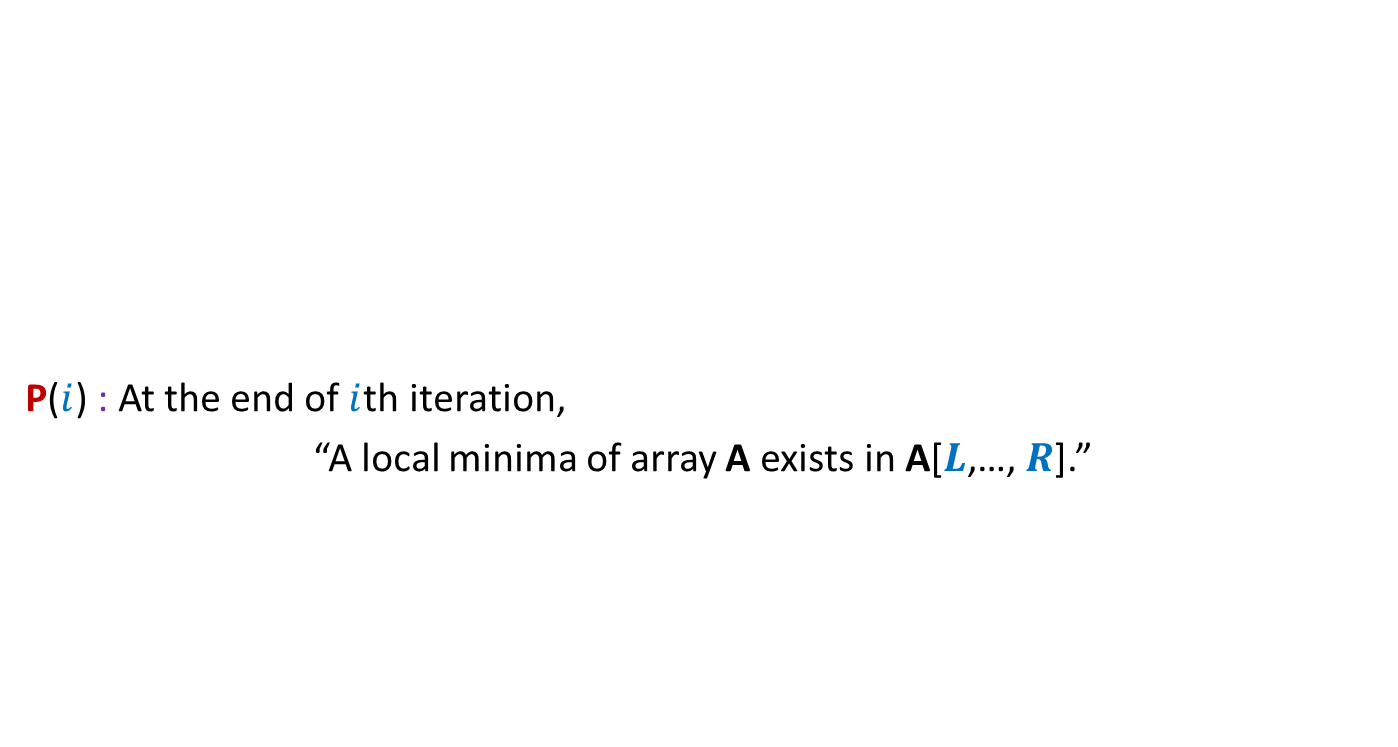 P(i) : At the end of ith iteration,
“A local minima of array A exists in A[L,…, R].”